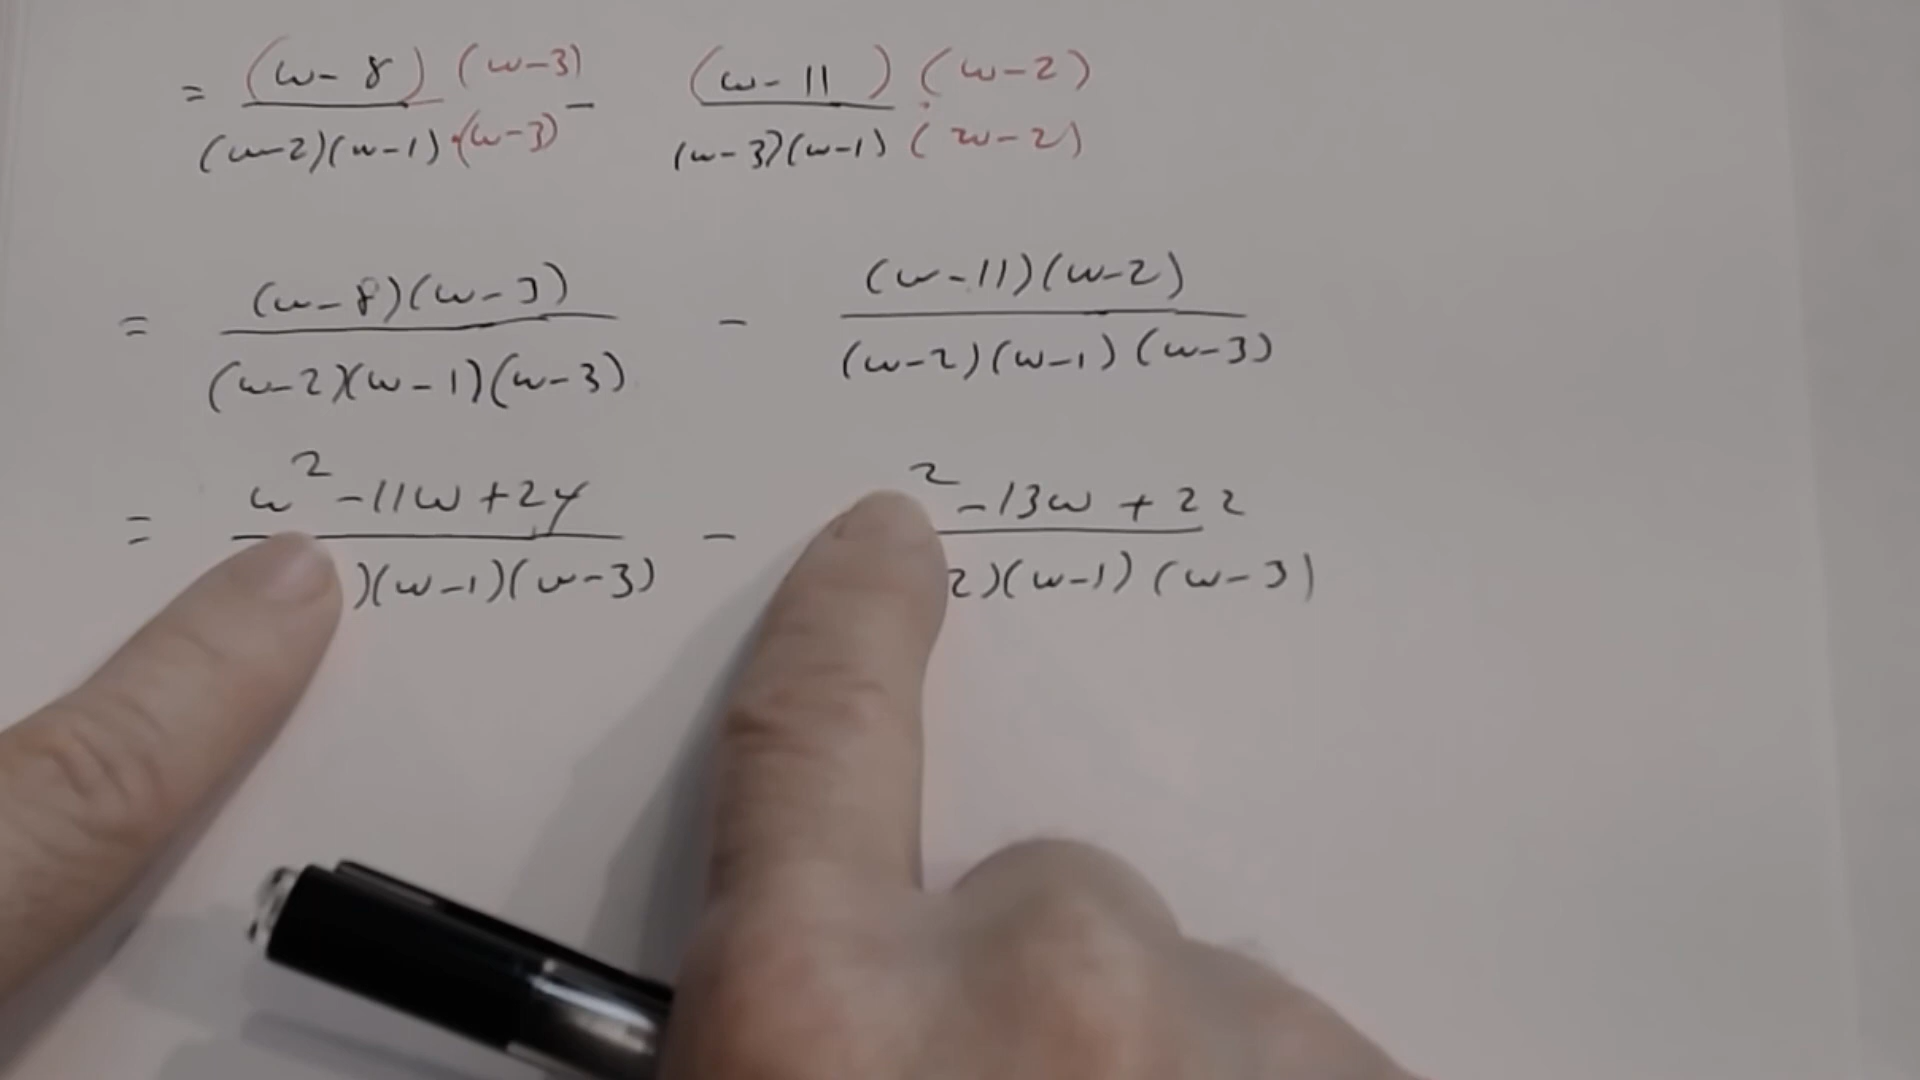 = (w-8)(w-3)/(w-2)(w-1)·(w-3) - (w-11)(w-2)/(w-3)(w-1)·(w-2)
= (w-8)(w-3)/(w-2)(w-1)(w-3) - (w-11)(w-2)/(w-2)(w-1)(w-3)
= w²-11w+24/)(w-1)(w-3) - ²-13w+22/2)(w-1)(w-3)